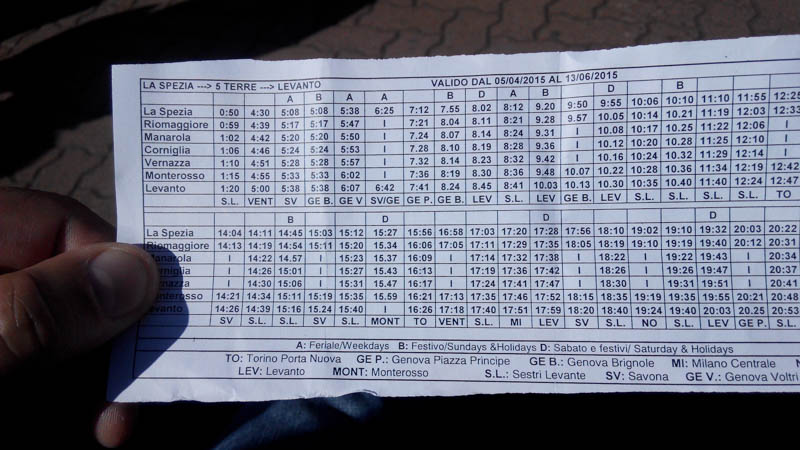 LA SPEZIA ---> 5 TERRE ---> LEVANTO VALIDO DAL 05/04/2015 AL 13/06/2015
A B A A B D A B D B
La Spezia 0:50 4:30 5:08 5:08 5:38 6:25 7:12 7.55 8.02 8:12 9.20 9:50 9:55 10:06 10:10 11:10 11:55 12:25
Riomaggiore 0:59 4:39 5:17 5:17 5:47 I 7:21 8.04 8.11 8:21 9.28 9.57 10.05 10:14 10.21 11:19 12:03 12:33
Manarola 1:02 4:42 5:20 5:20 5:50 I 7:24 8.07 8:14 8.24 9.31 I 10.08 10:17 10.25 11:22 12:06 I
Corniglia 1:06 4:46 5:24 5:24 5:53 I 7:28 8.10 8.19 8:28 9.36 I 10.12 10:20 10.28 11:25 12:10 I
Vernazza 1:10 4:51 5:28 5:28 5:57 I 7:32 8.14 8:23 8:32 9.42 I 10.16 10:24 10.32 11:29 12:14 I
Monterosso 1:15 4:55 5:33 5:33 6:02 I 7:36 8:19 8.30 8:36 9.48 10.07 10.22 10:28 10.36 11:34 12:19 12:42
Levanto 1:20 5:00 5:38 5:38 6:07 6:42 7:41 8.24 8.45 8:41 10.03 10.13 10.30 10:35 10.40 11:40 12:24 12:47
S.L. VENT SV GE B. GE V SV/GE GE P. GE B. LEV S.L. LEV GE B. LEV S.L. S.L. S.L. S.L. TO
B D D D
La Spezia 14:04 14:11 14:45 15:03 15:12 15:27 15:56 16:58 17:03 17:20 17:28 17:56 18:10 19:02 19:10 19:32 20:03 20:22
Riomaggiore 14:13 14:19 14:54 15:11 15:20 15.34 16:06 17:05 17:11 17:29 17:35 18:05 18:19 19:10 19:19 19:40 20:12 20:31
Manarola I 14:22 14:57 I 15:23 15.37 16:09 I 17:14 17:32 17:38 I 18:22 I 19:22 19:43 I 20:34
Corniglia I 14:26 15:01 I 15:27 15.43 16:13 I 17:19 17:36 17:42 I 18:26 I 19:26 19:47 I 20:37
Vernazza I 14:30 15:06 I 15:31 15.47 16:17 I 17:24 17:41 17:47 I 18:30 I 19:31 19:51 I 20:41
Monterosso 14:21 14:34 15:11 15:19 15:35 15.59 16:21 17:13 17:35 17:46 17:52 18:15 18:35 19:19 19:35 19:55 20:21 20:48
Levanto 14:26 14:39 15.18 15:24 15:40 I 16:26 17:18 17:40 17:51 17:59 18:20 18:40 19:24 19:40 20:03 20.25 20:53
SV S.L. S.L. SV S.L. MONT TO VENT S.L. MI LEV SV S.L. NO S.L. LEV GE P. S.L.
A: Feriale/Weekdays B: Festivo/Sundays &Holidays D: Sabato e festivi/ Saturday & Holidays
TO: Torino Porta Nuova GE P.: Genova Piazza Principe GE B.: Genova Brignole MI: Milano Centrale
LEV: Levanto MONT: Monterosso S.L.: Sestri Levante SV: Savona GE V.: Genova Voltri